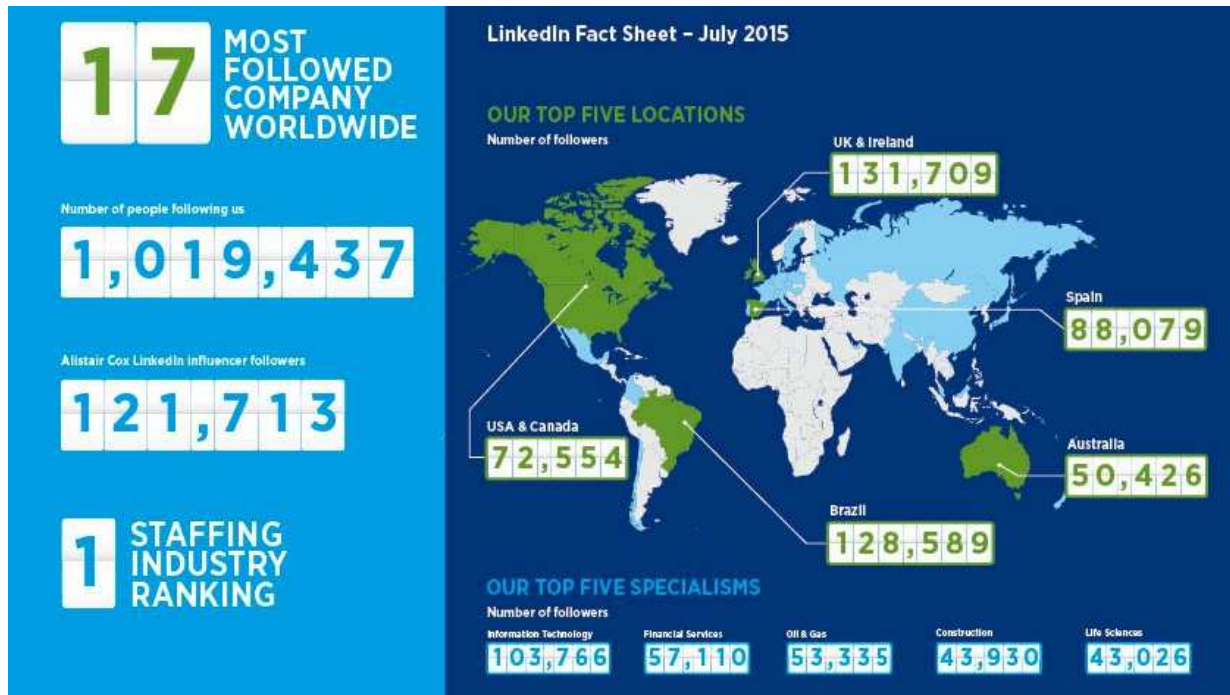 17
MOST
FOLLOWED
COMPANY
WORLDWIDE
Number of people following us
1,019,437
Alistair Cox LinkedIn influencer followers
121,713
1
STAFFING
INDUSTRY
RANKING
LinkedIn Fact Sheet – July 2015
OUR TOP FIVE LOCATIONS
Number of followers
UK & Ireland
131,709
Spain
88,079
USA & Canada
72,554
Australia
50,426
Brazil
128,589
OUR TOP FIVE SPECIALISMS
Number of followers
Information Technology
103,766
Financial Services
57,110
Oil & Gas
53,335
Construction
43,930
Life Sciences
43,026